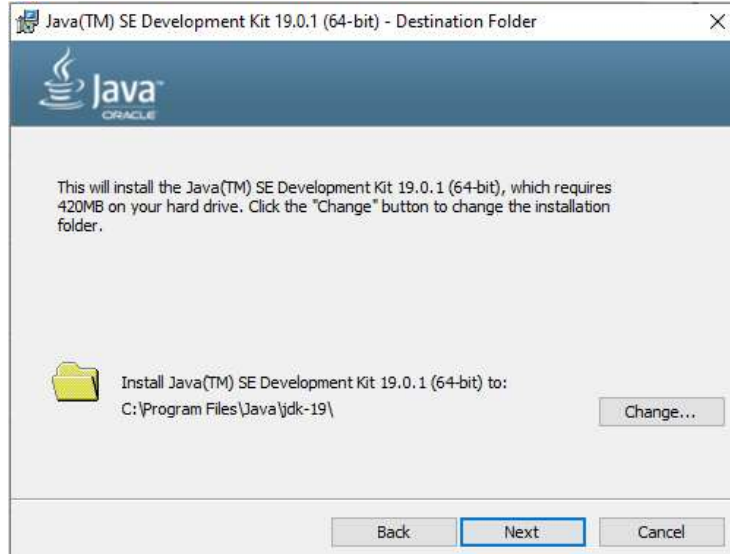 Java(TM) SE Development Kit 19.0.1 (64-bit) - Destination Folder
Java™
ORACLE
This will install the Java(TM) SE Development Kit 19.0.1 (64-bit), which requires
420MB on your hard drive. Click the "Change" button to change the installation
folder.
Install Java(TM) SE Development Kit 19.0.1 (64-bit) to:
C:\Program Files\Java\jdk-19\
Change...
Back
Next
Cancel